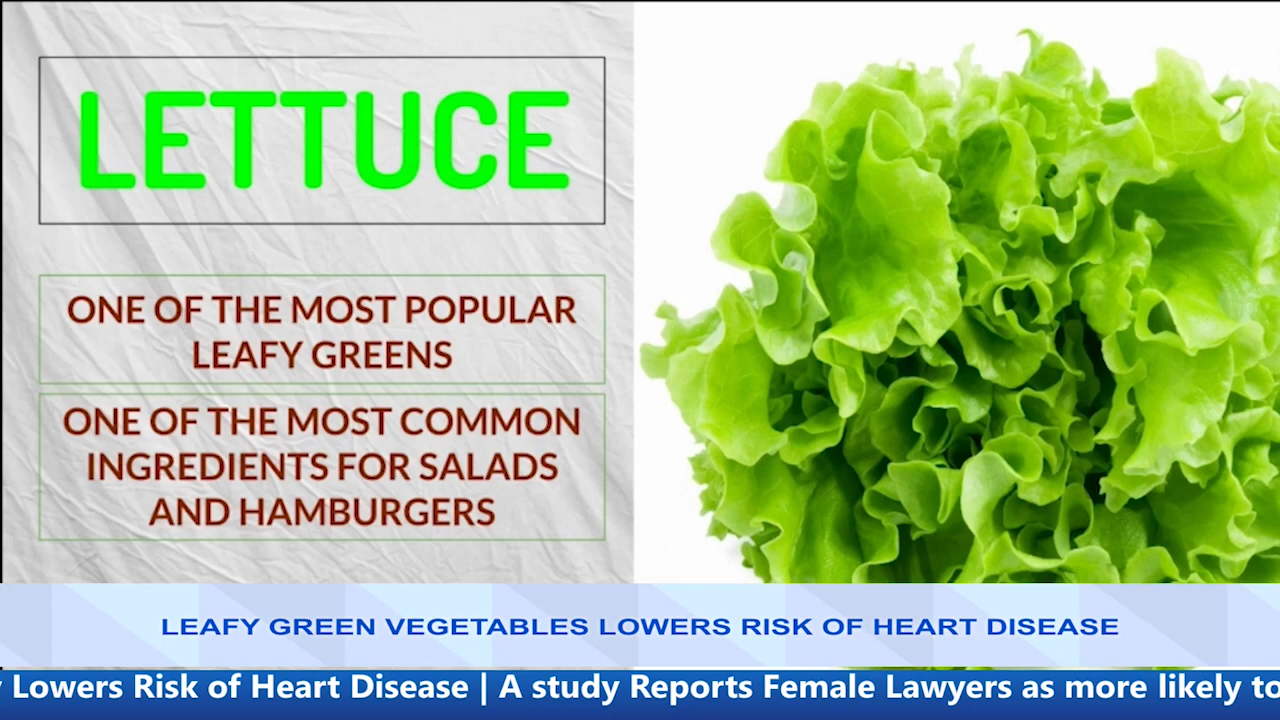 LETTUCE
ONE OF THE MOST POPULAR
LEAFY GREENS
ONE OF THE MOST COMMON
INGREDIENTS FOR SALADS
AND HAMBURGERS
LEAFY GREEN VEGETABLES LOWERS RISK OF HEART DISEASE
Lowers Risk of Heart Disease | A study Reports Female Lawyers as more likely to